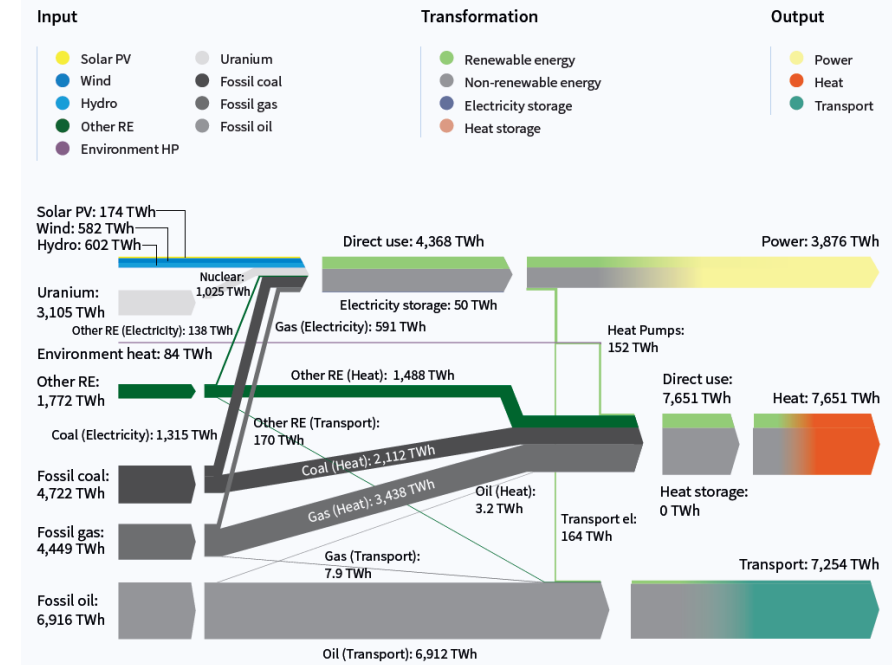 Input
Transformation
Output
Solar PV
Wind
Hydro
Other RE
Environment HP
Uranium
Fossil coal
Fossil gas
Fossil oil
Renewable energy
Non-renewable energy
Electricity storage
Heat storage
Power
Heat
Transport
Solar PV: 174 TWh
Wind: 582 TWh
Hydro: 602 TWh
Direct use: 4,368 TWh
Power: 3,876 TWh
Nuclear:
1,025 TWh
Uranium:
3,105 TWh
Electricity storage: 50 TWh
Other RE (Electricity): 138 TWh
Gas (Electricity): 591 TWh
Heat Pumps:
152 TWh
Environment heat: 84 TWh
Other RE:
1,772 TWh
Other RE (Heat): 1,488 TWh
Direct use:
7,651 TWh
Heat: 7,651 TWh
Coal (Electricity): 1,315 TWh
Other RE (Transport):
170 TWh
Coal (Heat): 2,112 TWh
Fossil coal:
4,722 TWh
Gas (Heat): 3,438 TWh
Oil (Heat):
3.2 TWh
Heat storage:
0 TWh
Fossil gas:
4,449 TWh
Transport el:
164 TWh
Gas (Transport):
7.9 TWh
Transport: 7,254 TWh
Fossil oil:
6,916 TWh
Oil (Transport): 6,912 TWh